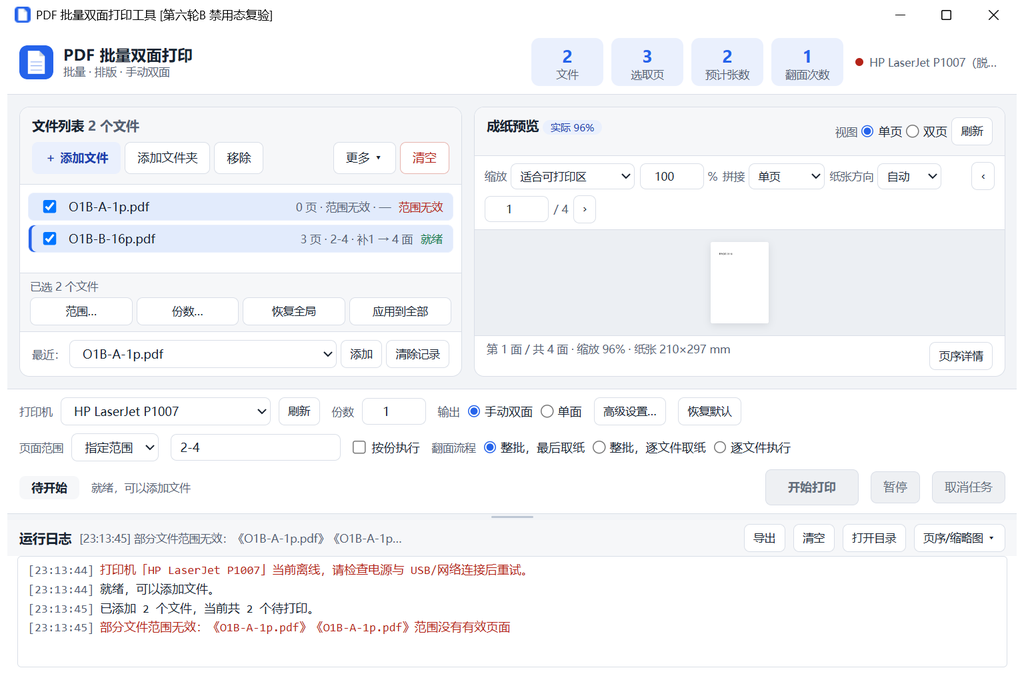 PDF 批量双面打印工具 [第六轮B 禁用态复验]
PDF 批量双面打印
批量 · 排版 · 手动双面
2
文件
3
选取页
2
预计张数
1
翻面次数
HP LaserJet P1007（脱...
文件列表 2 个文件
+ 添加文件
添加文件夹
移除
更多
清空
O1B-A-1p.pdf 0 页 · 范围无效 · — 范围无效
O1B-B-16p.pdf 3 页 · 2-4 · 补1 → 4 面 就绪
已选 2 个文件
范围...
份数...
恢复全局
应用到全部
最近: O1B-A-1p.pdf 添加 清除记录
成纸预览 实际 96%
视图 单页 双页 刷新
缩放 适合可打印区 100 % 拼接 单页 纸张方向 自动 ‹
1 / 4 ›
第 1 面 / 共 4 面 · 缩放 96% · 纸张 210×297 mm
页序详情
打印机 HP LaserJet P1007 刷新 份数 1 输出 手动双面 单面 高级设置... 恢复默认
页面范围 指定范围 2-4 按份执行 翻面流程 整批，最后取纸 整批，逐文件取纸 逐文件执行
待开始 就绪，可以添加文件 开始打印 暂停 取消任务
运行日志 [23:13:45] 部分文件范围无效：《O1B-A-1p.pdf》《O1B-A-1p... 导出 清空 打开目录 页序/缩略图
[23:13:44] 打印机「HP LaserJet P1007」当前离线，请检查电源与 USB/网络连接后重试。
[23:13:44] 就绪，可以添加文件。
[23:13:45] 已添加 2 个文件，当前共 2 个待打印。
[23:13:45] 部分文件范围无效：《O1B-A-1p.pdf》《O1B-A-1p.pdf》范围没有有效页面